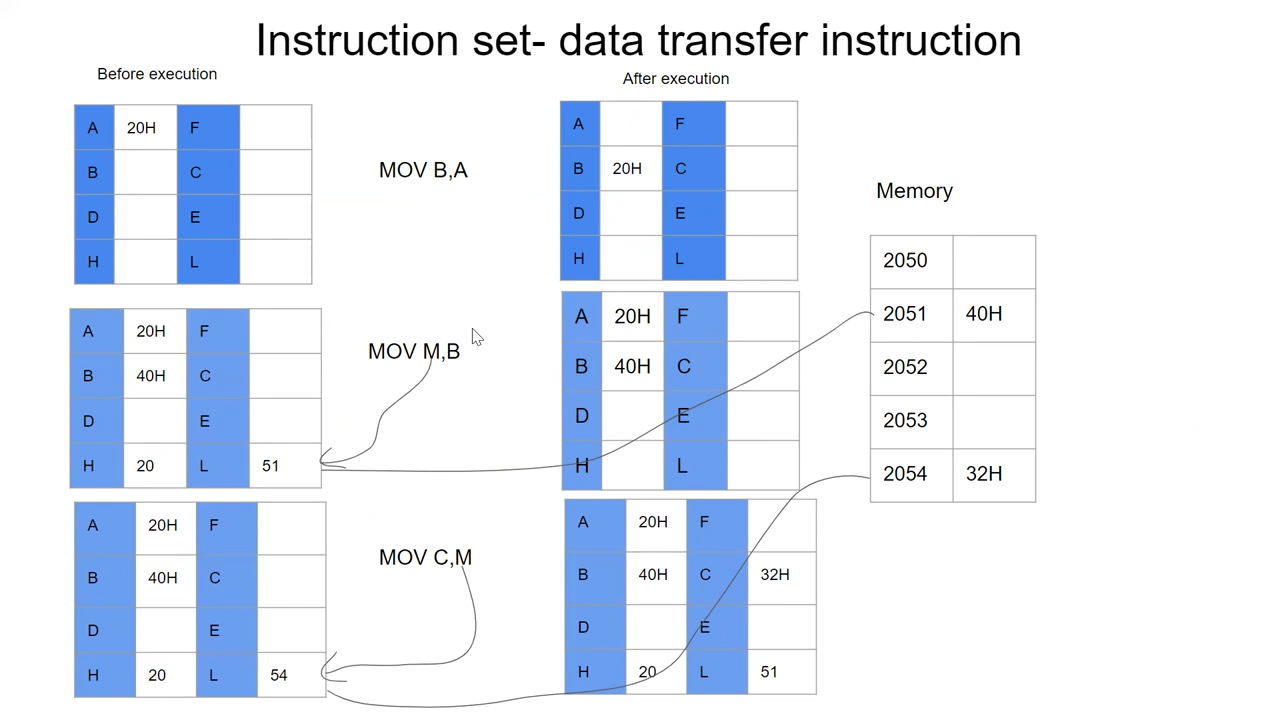 Instruction set- data transfer instruction
Before execution
After execution
A 20H F
B C
D E
H L
MOV B,A
A F
B 20H C
D E
H L
Memory
2050
2051 40H
2052
2053
2054 32H
A 20H F
B 40H C
D E
H 20 L 51
MOV M,B
A 20H F
B 40H C
D E
H L
A 20H F
B 40H C
D E
H 20 L 54
MOV C,M
A 20H F
B 40H C 32H
D E
H 20 L 51